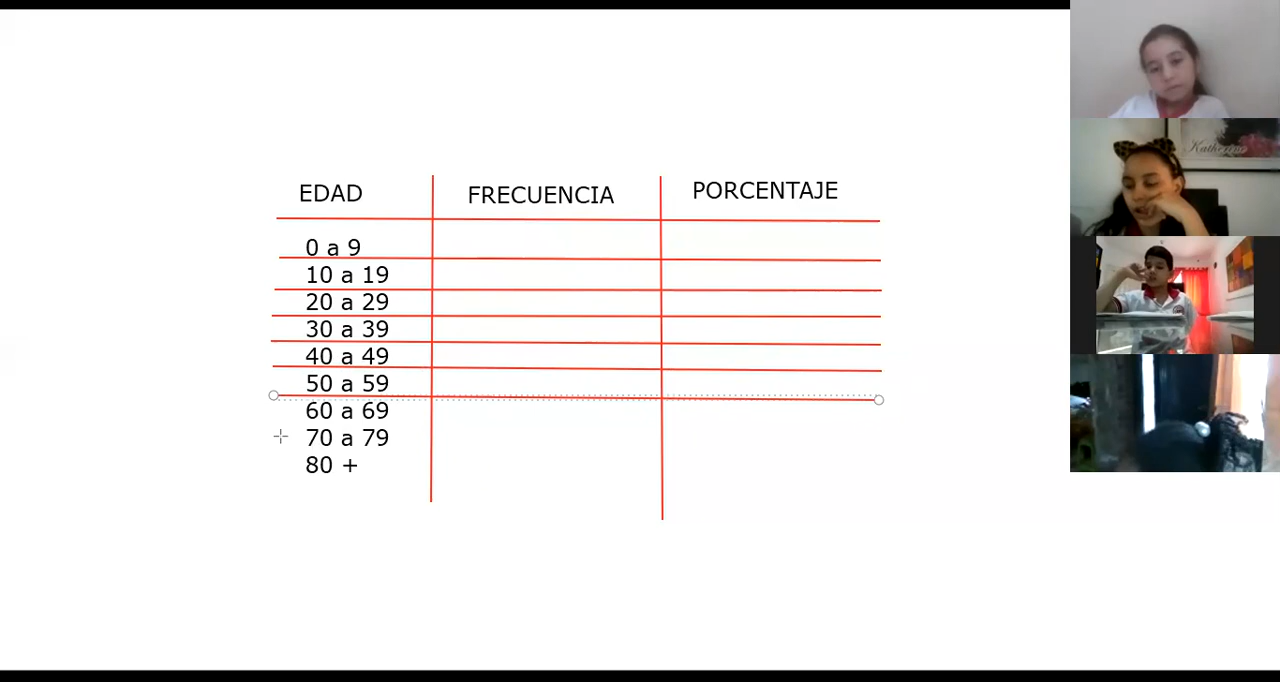 EDAD FRECUENCIA PORCENTAJE
0 a 9
10 a 19
20 a 29
30 a 39
40 a 49
50 a 59
60 a 69
70 a 79
80 +
Katherine